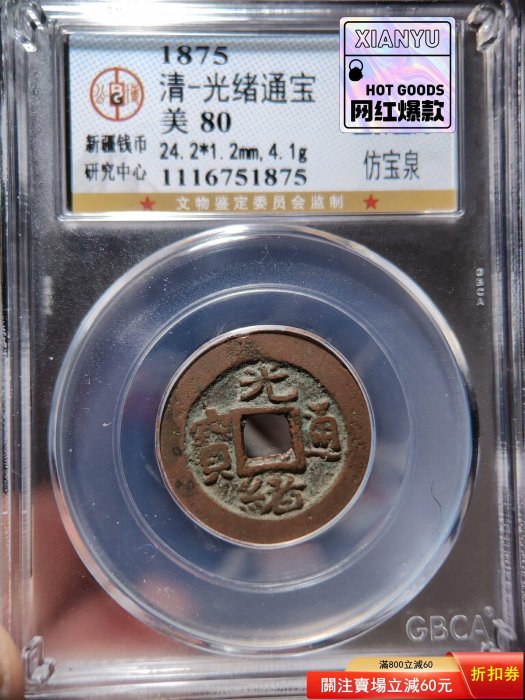 1875
清-光绪通宝
美 80
24.2*1.2mm,4.1g
1116751875
公
G
新疆钱币
研究中心
仿宝泉
★ 文物鉴定委员会监制 ★
XIANYU
HOT GOODS
网红爆款
GBCA
光
寶 通
緒
GBCA
滿800立減60
關注賣場立減60元
折扣券